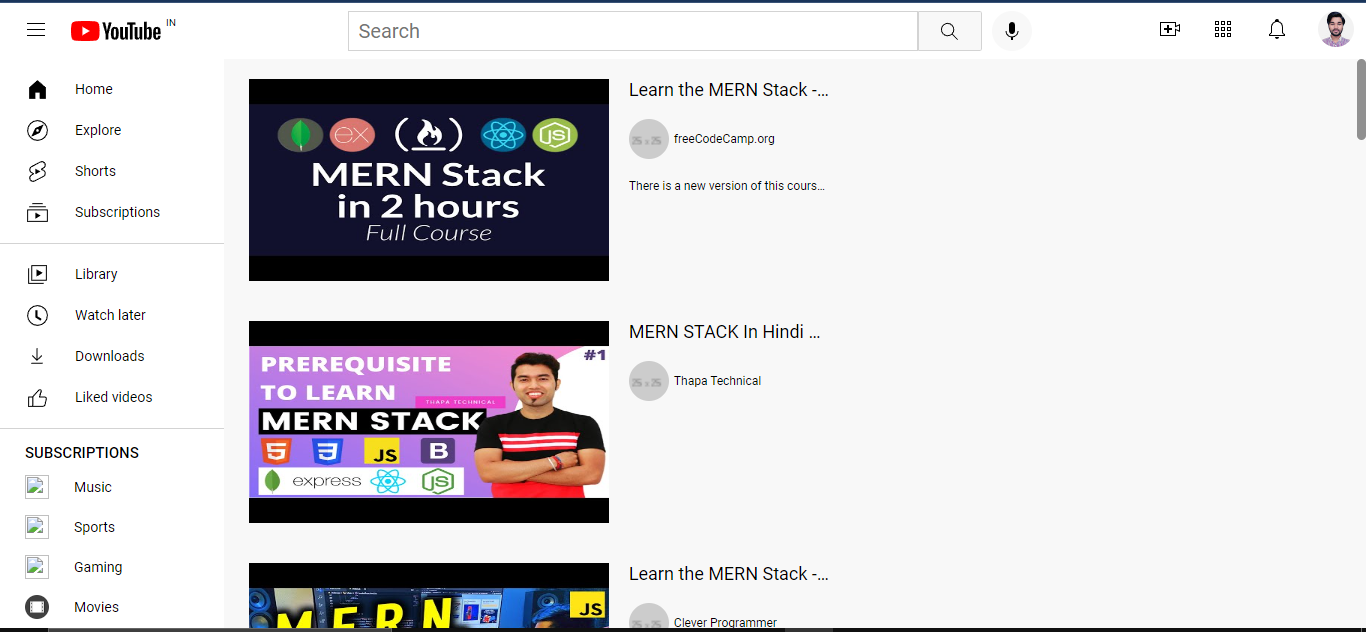 YouTube IN
Search
Home
Explore
Shorts
Subscriptions
Library
Watch later
Downloads
Liked videos
SUBSCRIPTIONS
Music
Sports
Gaming
Movies
ex
JS
MERN Stack
in 2 hours
Full Course
Learn the MERN Stack -...
25 x 25
freeCodeCamp.org
There is a new version of this cours...
#1
PREREQUISITE
TO LEARN
THAPA TECHNICAL
MERN STACK
5 3 JS B
express JS
MERN STACK In Hindi ...
25 x 25
Thapa Technical
MERN
JS
Learn the MERN Stack -...
25 x 25
Clever Programmer